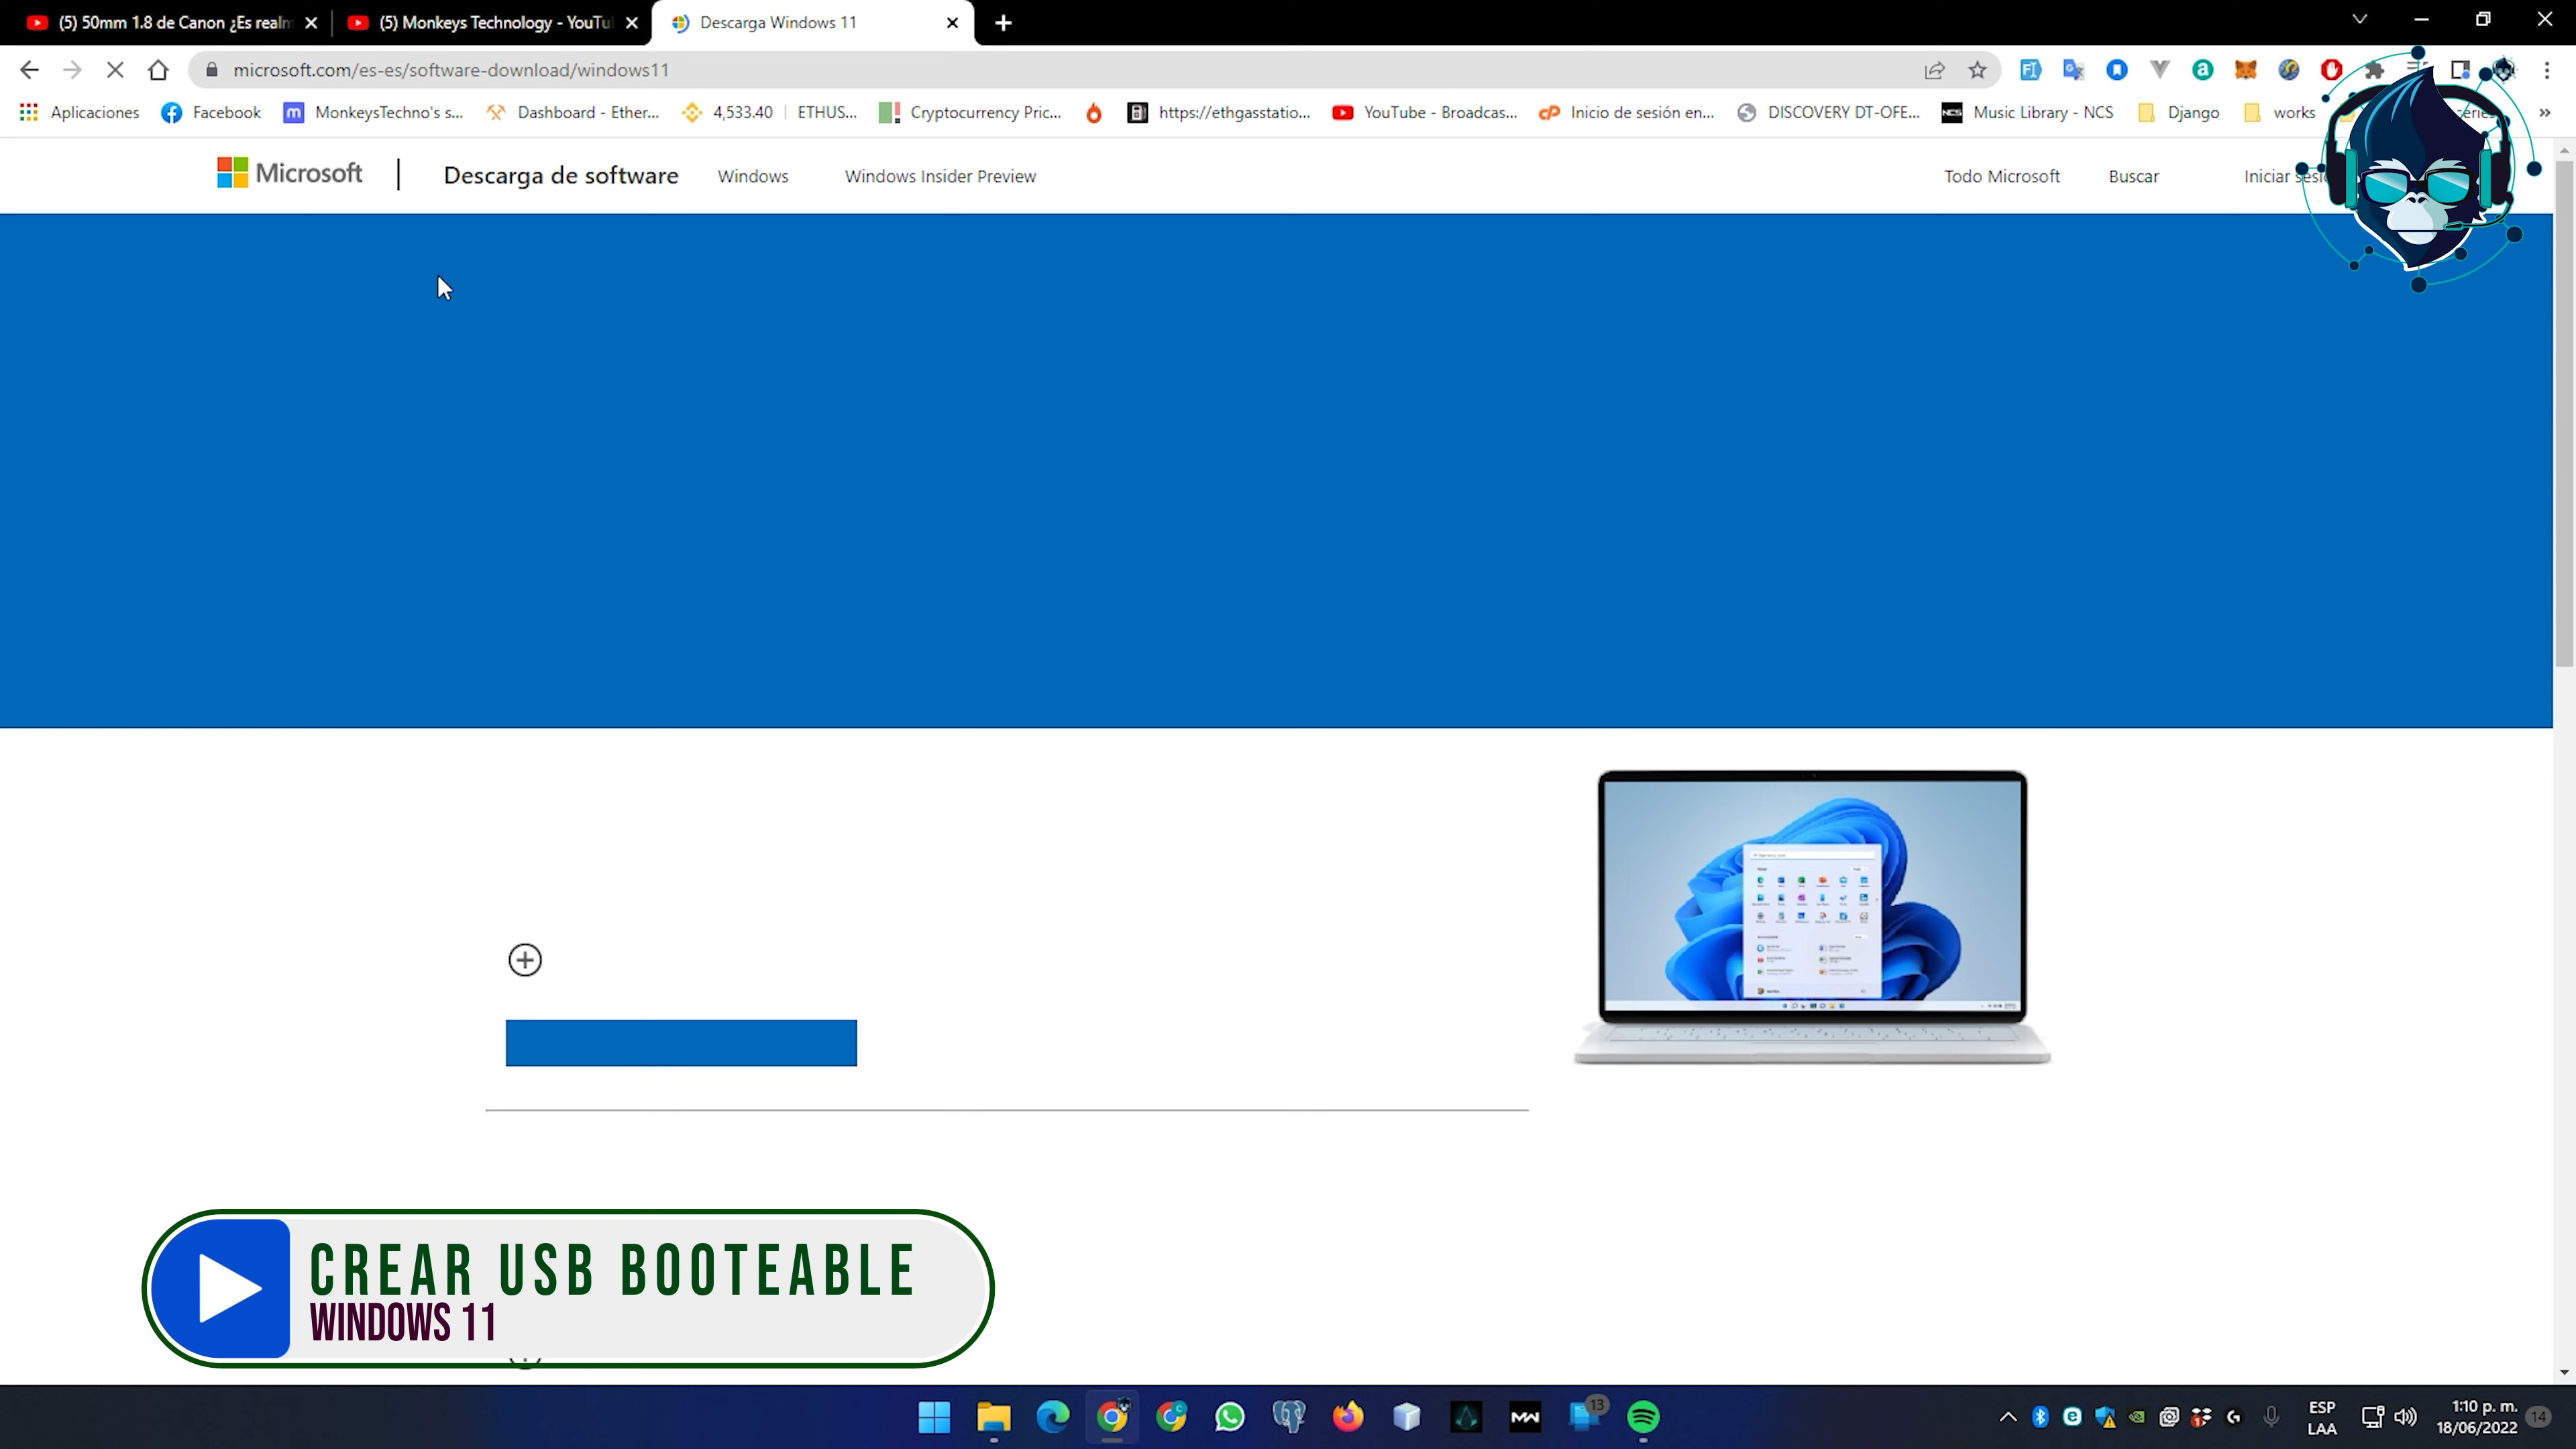 (5) 50mm 1.8 de Canon ¿Es realm
(5) Monkeys Technology - YouTu
Descarga Windows 11
microsoft.com/es-es/software-download/windows11
Aplicaciones
Facebook
MonkeysTechno's s...
Dashboard - Ether...
4,533.40 | ETHUS...
Cryptocurrency Pric...
https://ethgasstatio...
YouTube - Broadcas...
Inicio de sesión en...
DISCOVERY DT-OFE...
Music Library - NCS
Django
works
Microsoft
Descarga de software
Windows
Windows Insider Preview
Todo Microsoft
Buscar
Iniciar
CREAR USB BOOTEABLE
WINDOWS 11
13
ESP
LAA
1:10 p. m.
18/06/2022
14